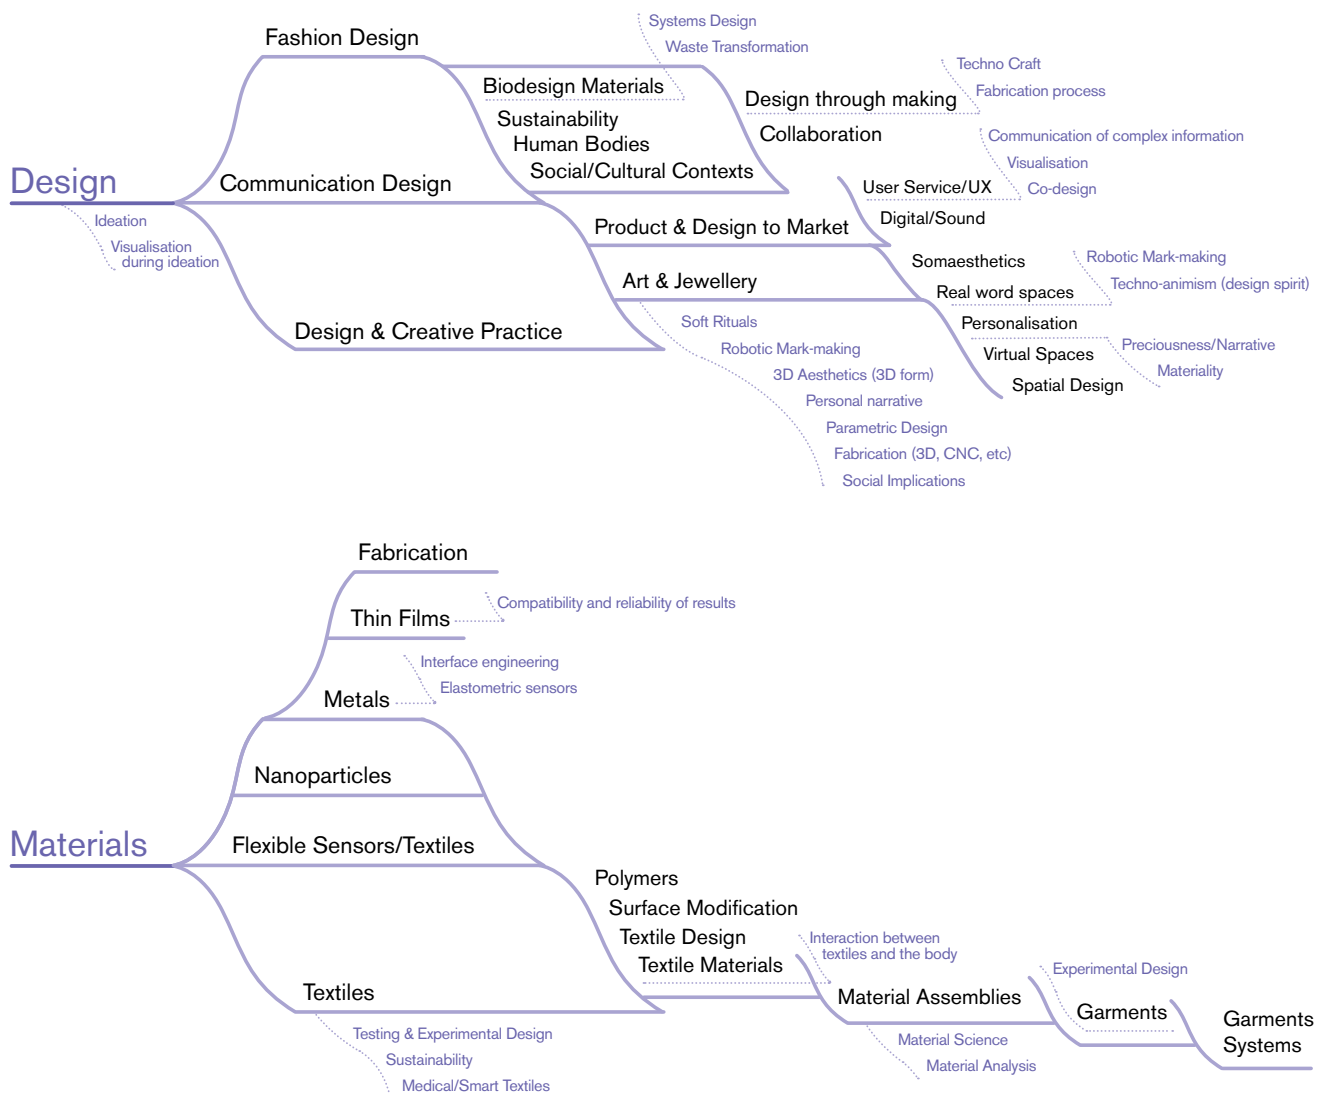 Systems Design
Waste Transformation
Fashion Design
Biodesign Materials
Sustainability
Human Bodies
Social/Cultural Contexts
Techno Craft
Fabrication process
Design through making
Collaboration
Communication of complex information
Visualisation
Co-design
User Service/UX
Digital/Sound
Design
Ideation
Visualisation
during ideation
Communication Design
Product & Design to Market
Art & Jewellery
Somaesthetics
Real word spaces
Robotic Mark-making
Techno-animism (design spirit)
Personalisation
Virtual Spaces
Spatial Design
Preciousness/Narrative
Materiality
Design & Creative Practice
Soft Rituals
Robotic Mark-making
3D Aesthetics (3D form)
Personal narrative
Parametric Design
Fabrication (3D, CNC, etc)
Social Implications
Fabrication
Thin Films
Compatibility and reliability of results
Interface engineering
Elastometric sensors
Metals
Nanoparticles
Materials
Flexible Sensors/Textiles
Polymers
Surface Modification
Textile Design
Textile Materials
Interaction between
textiles and the body
Textiles
Testing & Experimental Design
Sustainability
Medical/Smart Textiles
Material Assemblies
Material Science
Material Analysis
Experimental Design
Garments
Garments
Systems